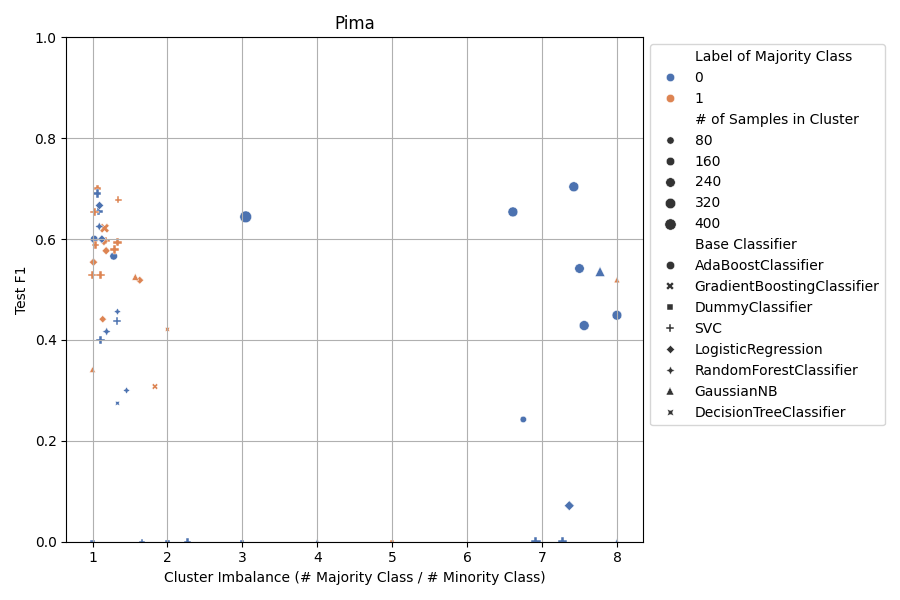 Pima
1.0
0.8
0.6
0.4
0.2
0.0
Test F1
1
2
3
4
5
6
7
8
Cluster Imbalance (# Majority Class / # Minority Class)
Label of Majority Class
0
1
# of Samples in Cluster
80
160
240
320
400
Base Classifier
AdaBoostClassifier
GradientBoostingClassifier
DummyClassifier
SVC
LogisticRegression
RandomForestClassifier
GaussianNB
DecisionTreeClassifier